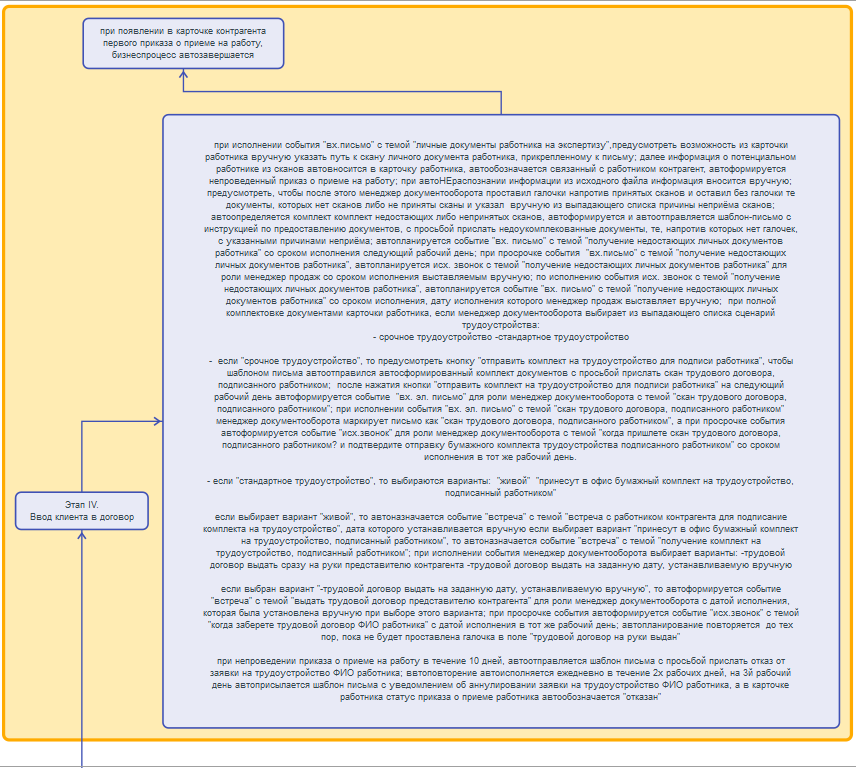 при появлении в карточке контрагента
первого приказа о приеме на работу,
бизнеспроцесс автозавершается
при исполнении события "вх.письмо" с темой "личные документы работника на экспертизу",предусмотреть возможность из карточки
работника вручную указать путь к скану личного документа работника, прикрепленному к письму; далее информация о потенциальном
работнике из сканов автовносится в карточку работника, автообозначается связанный с работником контрагент, автоформируется
непроведенный приказ о приеме на работу; при автоНЕраспознании информации из исходного файла информация вносится вручную;
предусмотреть, чтобы после этого менеджер документооборота проставил галочки напротив принятых сканов и оставил без галочки те
документы, которых нет сканов либо не приняты сканы и указал  вручную из выпадающего списка причины неприёма сканов;
автоопределяется комплект комплект недостающих либо непринятых сканов, автоформируется и автоотправляется шаблон-письмо с
инструкцией по предоставлению документов, с просьбой прислать недоукомлекованные документы, те, напротив которых нет галочек,
с указанными причинами неприёма; автопланируется событие "вх. письмо" с темой "получение недостающих личных документов
работника" со сроком исполнения следующий рабочий день; при просрочке события  "вх.письмо" с темой "получение недостающих
личных документов работника", автопланируется исх. звонок с темой "получение недостающих личных документов работника" для
роли менеджер продаж со сроком исполнения выставляемым вручную; по исполнению события исх. звонок с темой "получение
недостающих личных документов работника", автопланируется событие "вх. письмо" с темой "получение недостающих личных
документов работника" со сроком исполнения, дату исполнения которого менеджер продаж выставляет вручную;  при полной
комплектовке документами карточки работника, если менеджер документооборота выбирает из выпадающего списка сценарий
трудоустройства:
- срочное трудоустройство -стандартное трудоустройство
-  если "срочное трудоустройство", то предусмотреть кнопку "отправить комплект на трудоустройство для подписи работника", чтобы
шаблоном письма автоотправился автосформированный комплект документов с просьбой прислать скан трудового договора,
подписанного работником;  после нажатия кнопки "отправить комплект на трудоустройство для подписи работника" на следующий
рабочий день автоформируется событие  "вх. эл. письмо" для роли менеджер документооборота с темой "скан трудового договора,
подписанного работником"; при исполнении события "вх. эл. письмо" с темой "скан трудового договора, подписанного работником"
менеджер документооборота маркирует письмо как "скан трудового договора, подписанного работником", а при просрочке события
автоформируется событие "исх.звонок" для роли менеджер документооборота с темой "когда пришлете скан трудового договора,
подписанного работником? и подтвердите отправку бумажного комплекта трудоустройства подписанного работником" со сроком
исполнения в тот же рабочий день.
- если "стандартное трудоустройство", то выбираются варианты:  "живой"  "принесут в офис бумажный комплект на трудоустройство,
подписанный работником"
если выбирает вариант "живой", то автоназначается событие "встреча" с темой "встреча с работником контрагента для подписание
комплекта на трудоустройство", дата которого устанавливается вручную если выбирает вариант "принесут в офис бумажный комплект
на трудоустройство, подписанный работником", то автоназначается событие "встреча" с темой "получение комплект на
трудоустройство, подписанный работником"; при исполнении события менеджер документооборота выбирает варианты: -трудовой
договор выдать сразу на руки представителю контрагента -трудовой договор выдать на заданную дату, устанавливаемую вручную
если выбран вариант "-трудовой договор выдать на заданную дату, устанавливаемую вручную", то автоформируется событие
"встреча" с темой "выдать трудовой договор представителю контрагента" для роли менеджер документооборота с датой исполнения,
которая была установлена вручную при выборе этого варианта; при просрочке события автоформируется событие "исх.звонок" с темой
"когда заберете трудовой договор ФИО работника" с датой исполнения в тот же рабочий день; автопланирование повторяется  до тех
пор, пока не будет проставлена галочка в поле "трудовой договор на руки выдан"
при непроведении приказа о приеме на работу в течение 10 дней, автоотправляется шаблон письма с просьбой прислать отказ от
заявки на трудоустройство ФИО работника; ввтоповторение автоисполняется ежедневно в течение 2х рабочих дней, на 3й рабочий
день автоприсылается шаблон письма с уведомлением об аннулировании заявки на трудоустройство ФИО работника, а в карточке
работника статус приказа о приеме работника автообозначается "отказан"
Этап IV.
Ввод клиента в договор